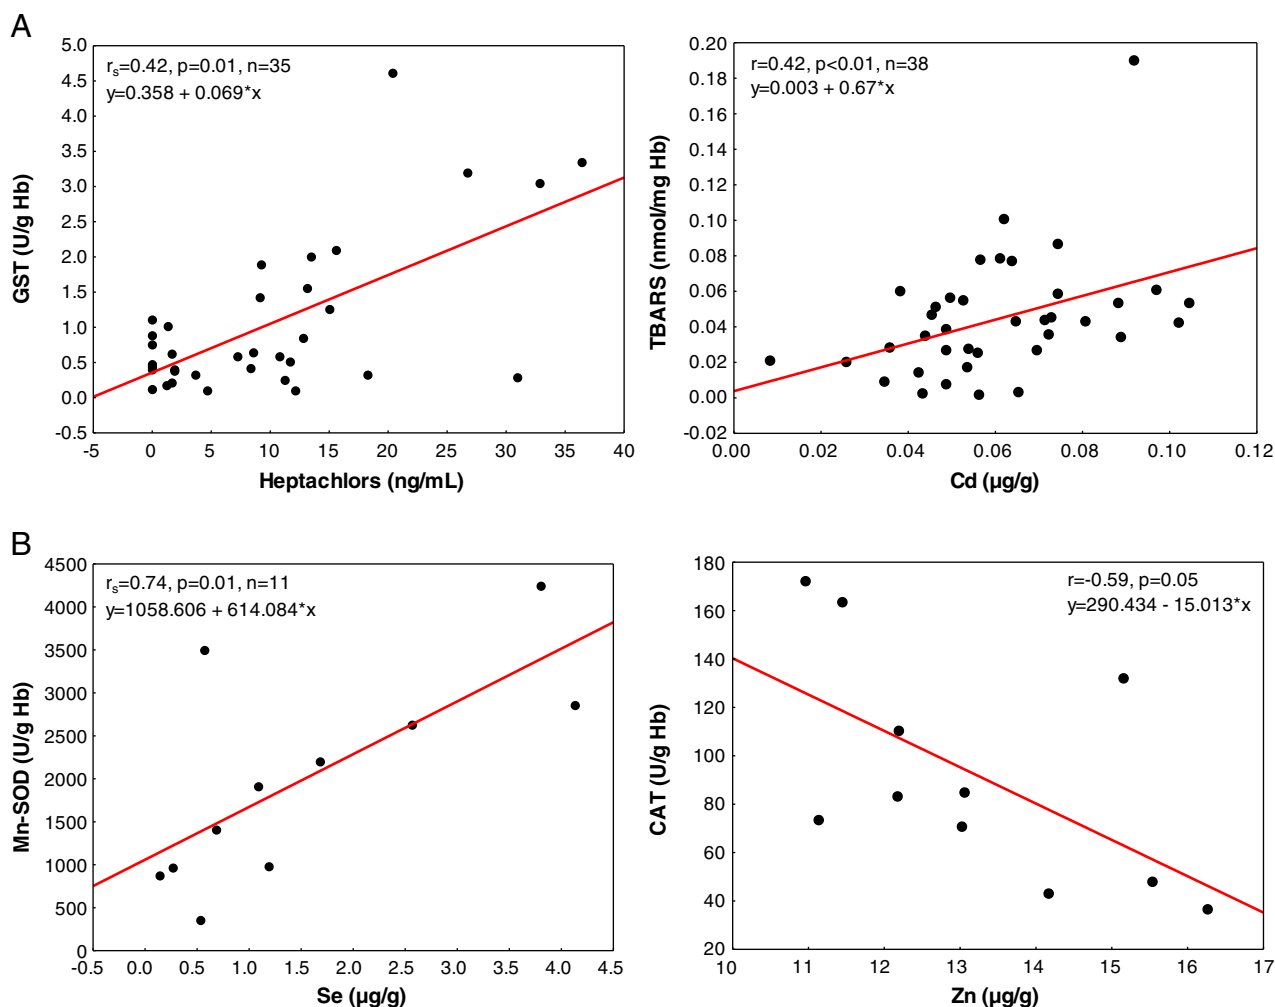 A
rs=0.42, p=0.01, n=35
y=0.358 + 0.069*x
5.0
4.5
4.0
3.5
3.0
2.5
2.0
1.5
1.0
0.5
0.0
-0.5
GST (U/g Hb)
-5 0 5 10 15 20 25 30 35 40
Heptachlors (ng/mL)
r=0.42, p<0.01, n=38
y=0.003 + 0.67*x
0.20
0.18
0.16
0.14
0.12
0.10
0.08
0.06
0.04
0.02
0.00
-0.02
TBARS (nmol/mg Hb)
0.00 0.02 0.04 0.06 0.08 0.10 0.12
Cd (µg/g)
B
rs=0.74, p=0.01, n=11
y=1058.606 + 614.084*x
4500
4000
3500
3000
2500
2000
1500
1000
500
0
Mn-SOD (U/g Hb)
-0.5 0.0 0.5 1.0 1.5 2.0 2.5 3.0 3.5 4.0 4.5
Se (µg/g)
r=-0.59, p=0.05
y=290.434 - 15.013*x
180
160
140
120
100
80
60
40
20
CAT (U/g Hb)
10 11 12 13 14 15 16 17
Zn (µg/g)